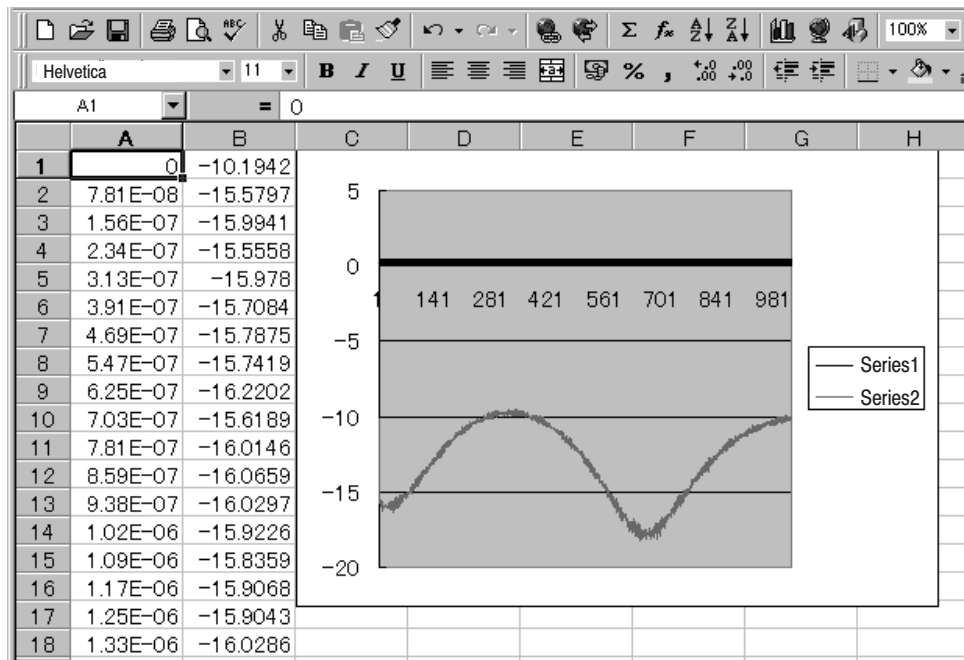 ABC Σ fx A Z Z A 100%
Helvetica 11 B I U % , +.0 .00 .00 +.0
A1 = 0
A B C D E F G H
1 0 −10.1942
2 7.81E−08 −15.5797
3 1.56E−07 −15.9941
4 2.34E−07 −15.5558
5 3.13E−07 −15.978
6 3.91E−07 −15.7084
7 4.69E−07 −15.7875
8 5.47E−07 −15.7419
9 6.25E−07 −16.2202
10 7.03E−07 −15.6189
11 7.81E−07 −16.0146
12 8.59E−07 −16.0659
13 9.38E−07 −16.0297
14 1.02E−06 −15.9226
15 1.09E−06 −15.8359
16 1.17E−06 −15.9068
17 1.25E−06 −15.9043
18 1.33E−06 −16.0286
5
0
1 141 281 421 561 701 841 981
−5
−10
−15
−20
Series1
Series2